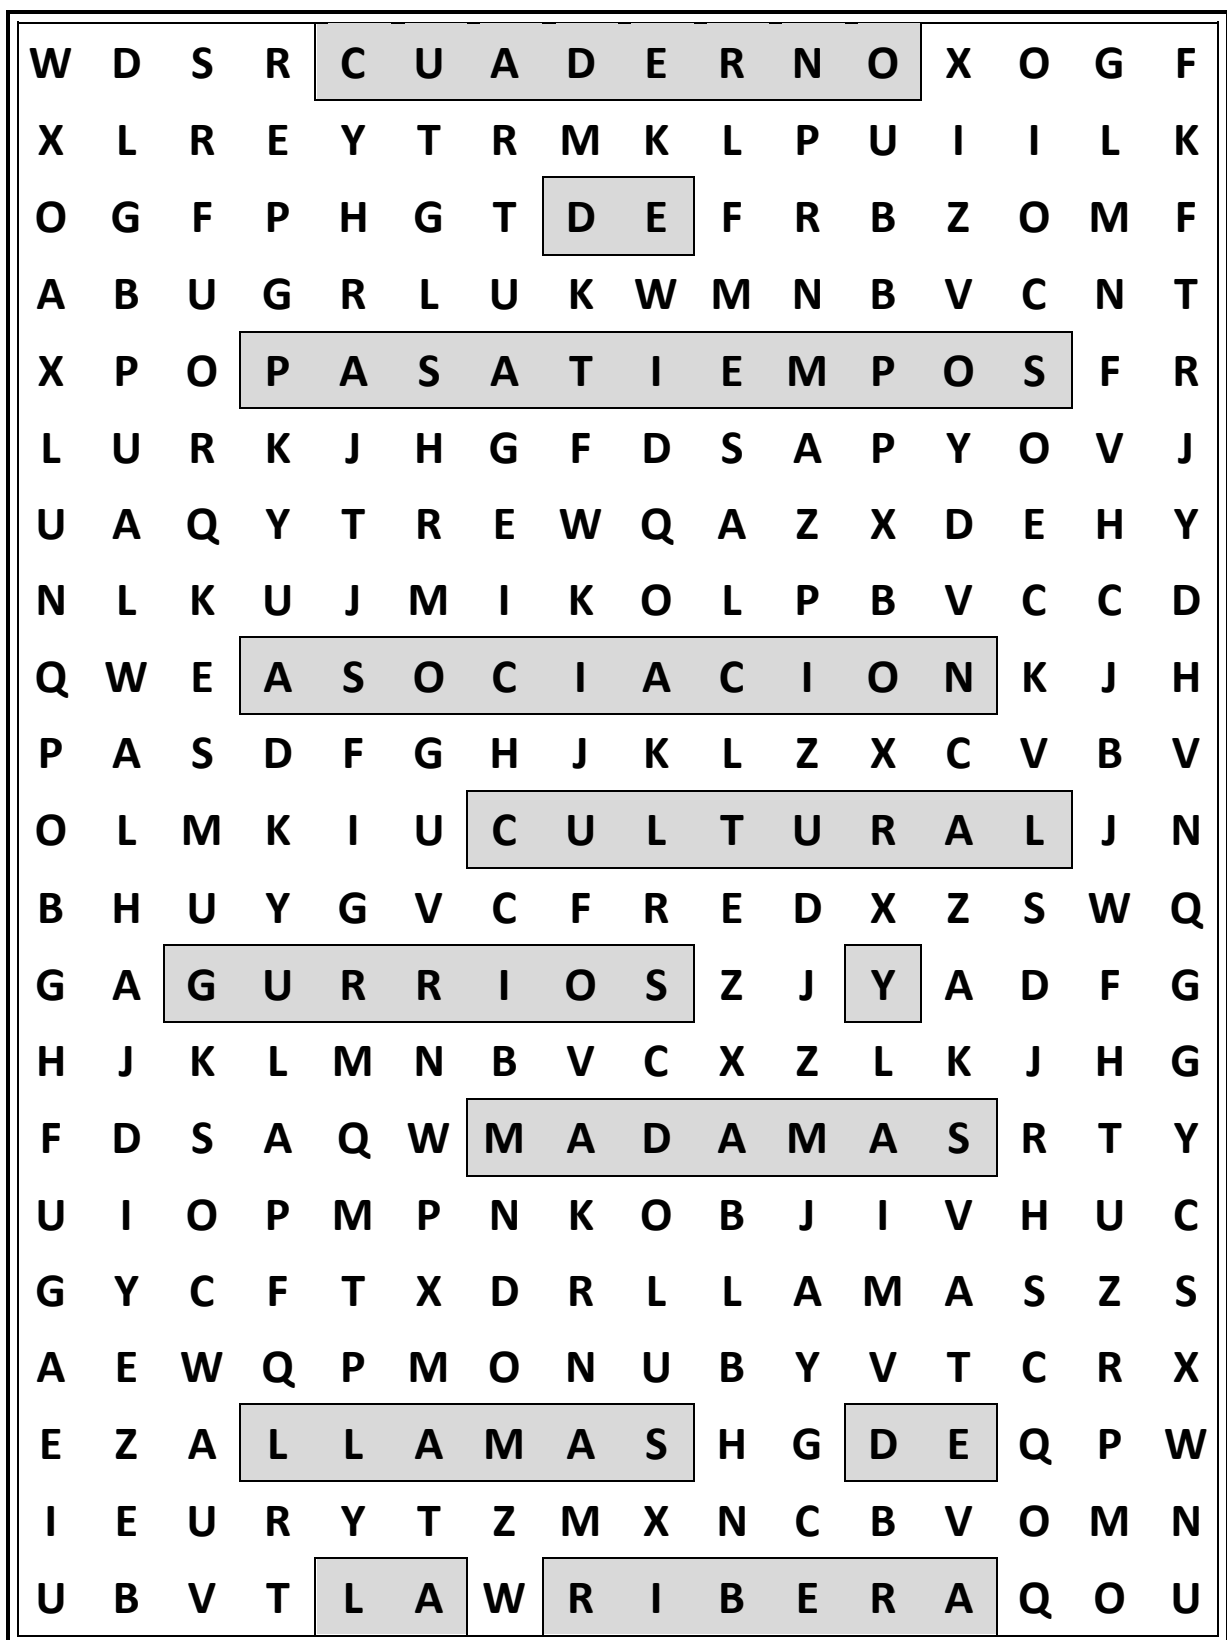 W D S R C U A D E R N O X O G F
X L R E Y T R M K L P U I I L K
O G F P H G T D E F R B Z O M F
A B U G R L U K W M N B V C N T
X P O P A S A T I E M P O S F R
L U R K J H G F D S A P Y O V J
U A Q Y T R E W Q A Z X D E H Y
N L K U J M I K O L P B V C C D
Q W E A S O C I A C I O N K J H
P A S D F G H J K L Z X C V B V
O L M K I U C U L T U R A L J N
B H U Y G V C F R E D X Z S W Q
G A G U R R I O S Z J Y A D F G
H J K L M N B V C X Z L K J H G
F D S A Q W M A D A M A S R T Y
U I O P M P N K O B J I V H U C
G Y C F T X D R L L A M A S Z S
A E W Q P M O N U B Y V T C R X
E Z A L L A M A S H G D E Q P W
I E U R Y T Z M X N C B V O M N
U B V T L A W R I B E R A Q O U